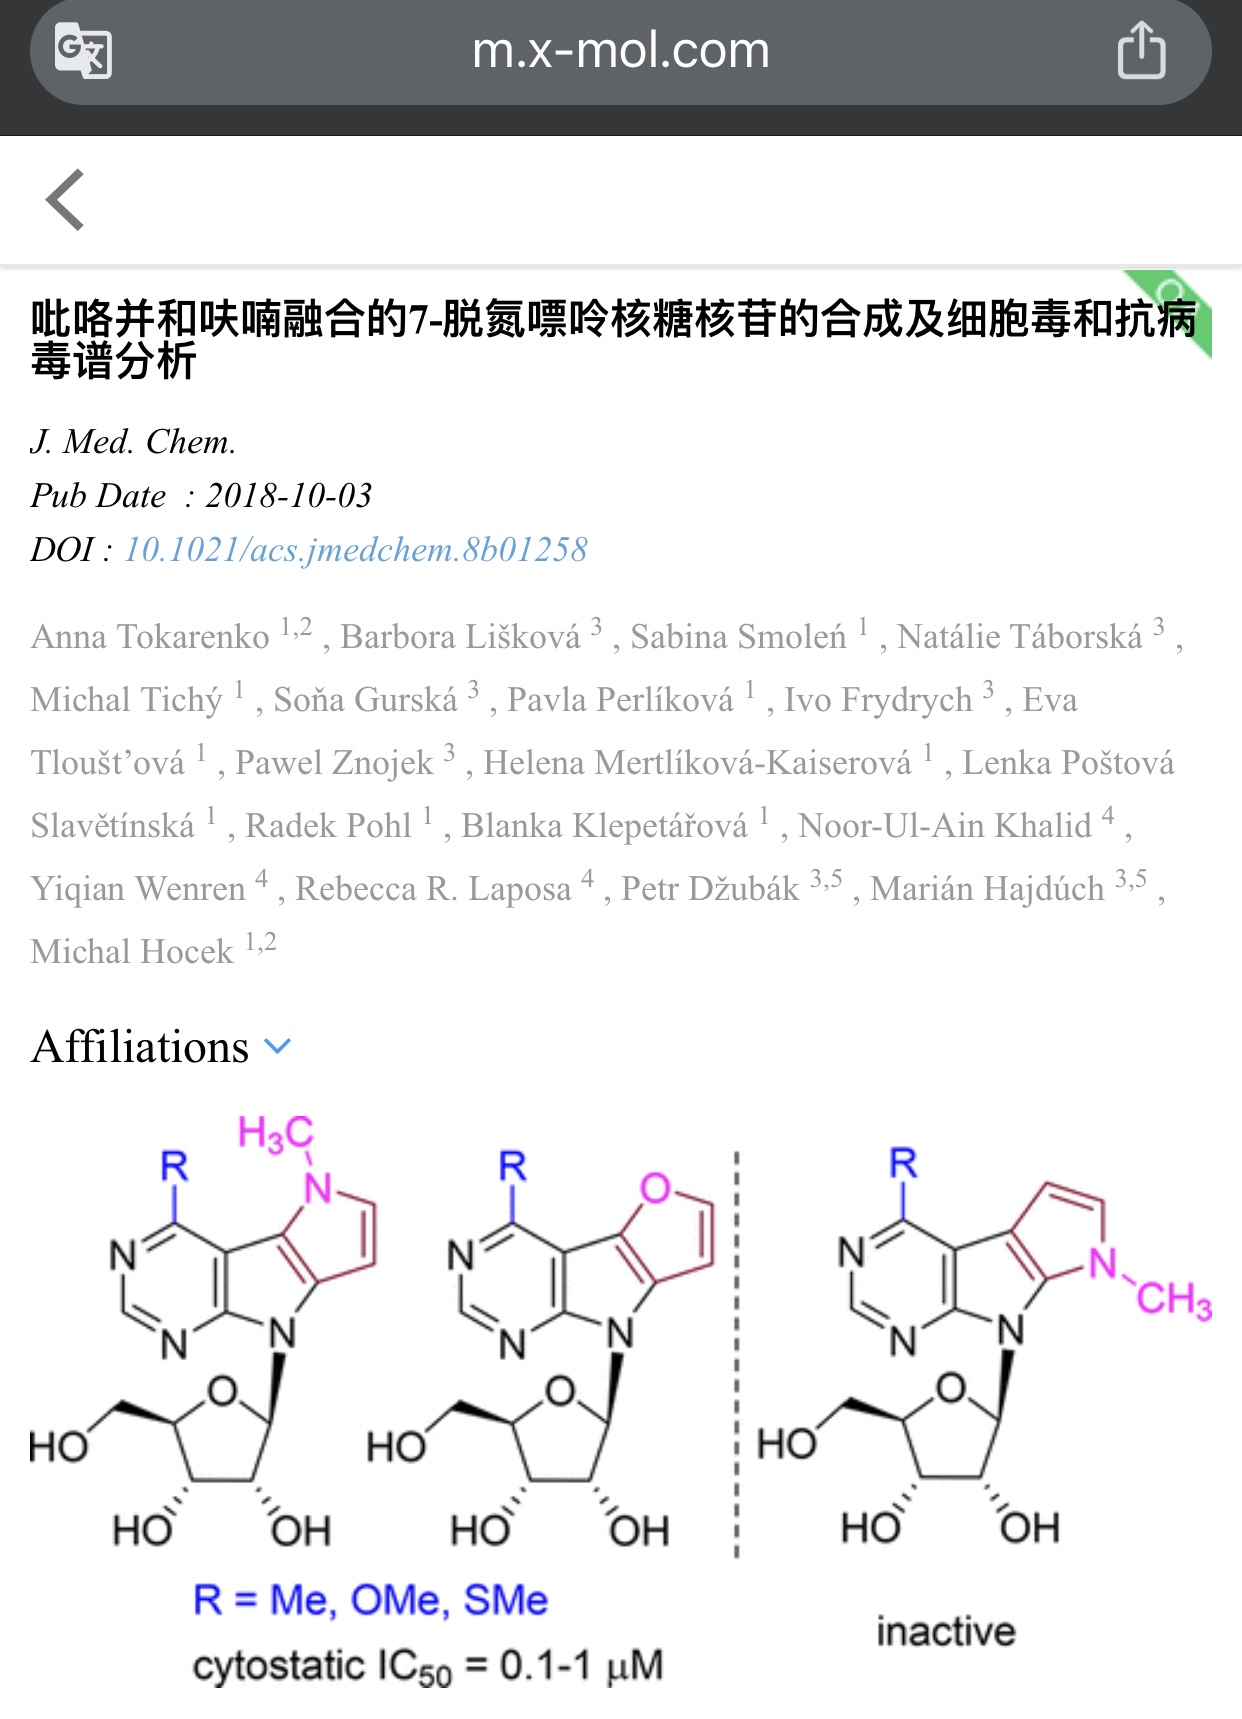 m.x-mol.com
吡咯并和呋喃融合的7-脱氮嘌呤核糖核苷的合成及细胞毒和抗病
毒谱分析
J. Med. Chem.
Pub Date : 2018-10-03
DOI : 10.1021/acs.jmedchem.8b01258
Anna Tokarenko 1,2 , Barbora Lišková 3 , Sabina Smoleń 1 , Natálie Táborská 3 ,
Michal Tichý 1 , Soňa Gurská 3 , Pavla Perlíková 1 , Ivo Frydrych 3 , Eva
Tloušt’ová 1 , Pawel Znojek 3 , Helena Mertlíková-Kaiserová 1 , Lenka Poštová
Slavětínská 1 , Radek Pohl 1 , Blanka Klepetářová 1 , Noor-Ul-Ain Khalid 4 ,
Yiqian Wenren 4 , Rebecca R. Laposa 4 , Petr Džubák 3,5 , Marián Hajdúch 3,5 ,
Michal Hocek 1,2
Affiliations
H3C
R N N N N O HO HO OH
R O N N N O HO HO OH
R N N N N CH3 O HO HO OH
R = Me, OMe, SMe
cytostatic IC50 = 0.1-1 μM
inactive